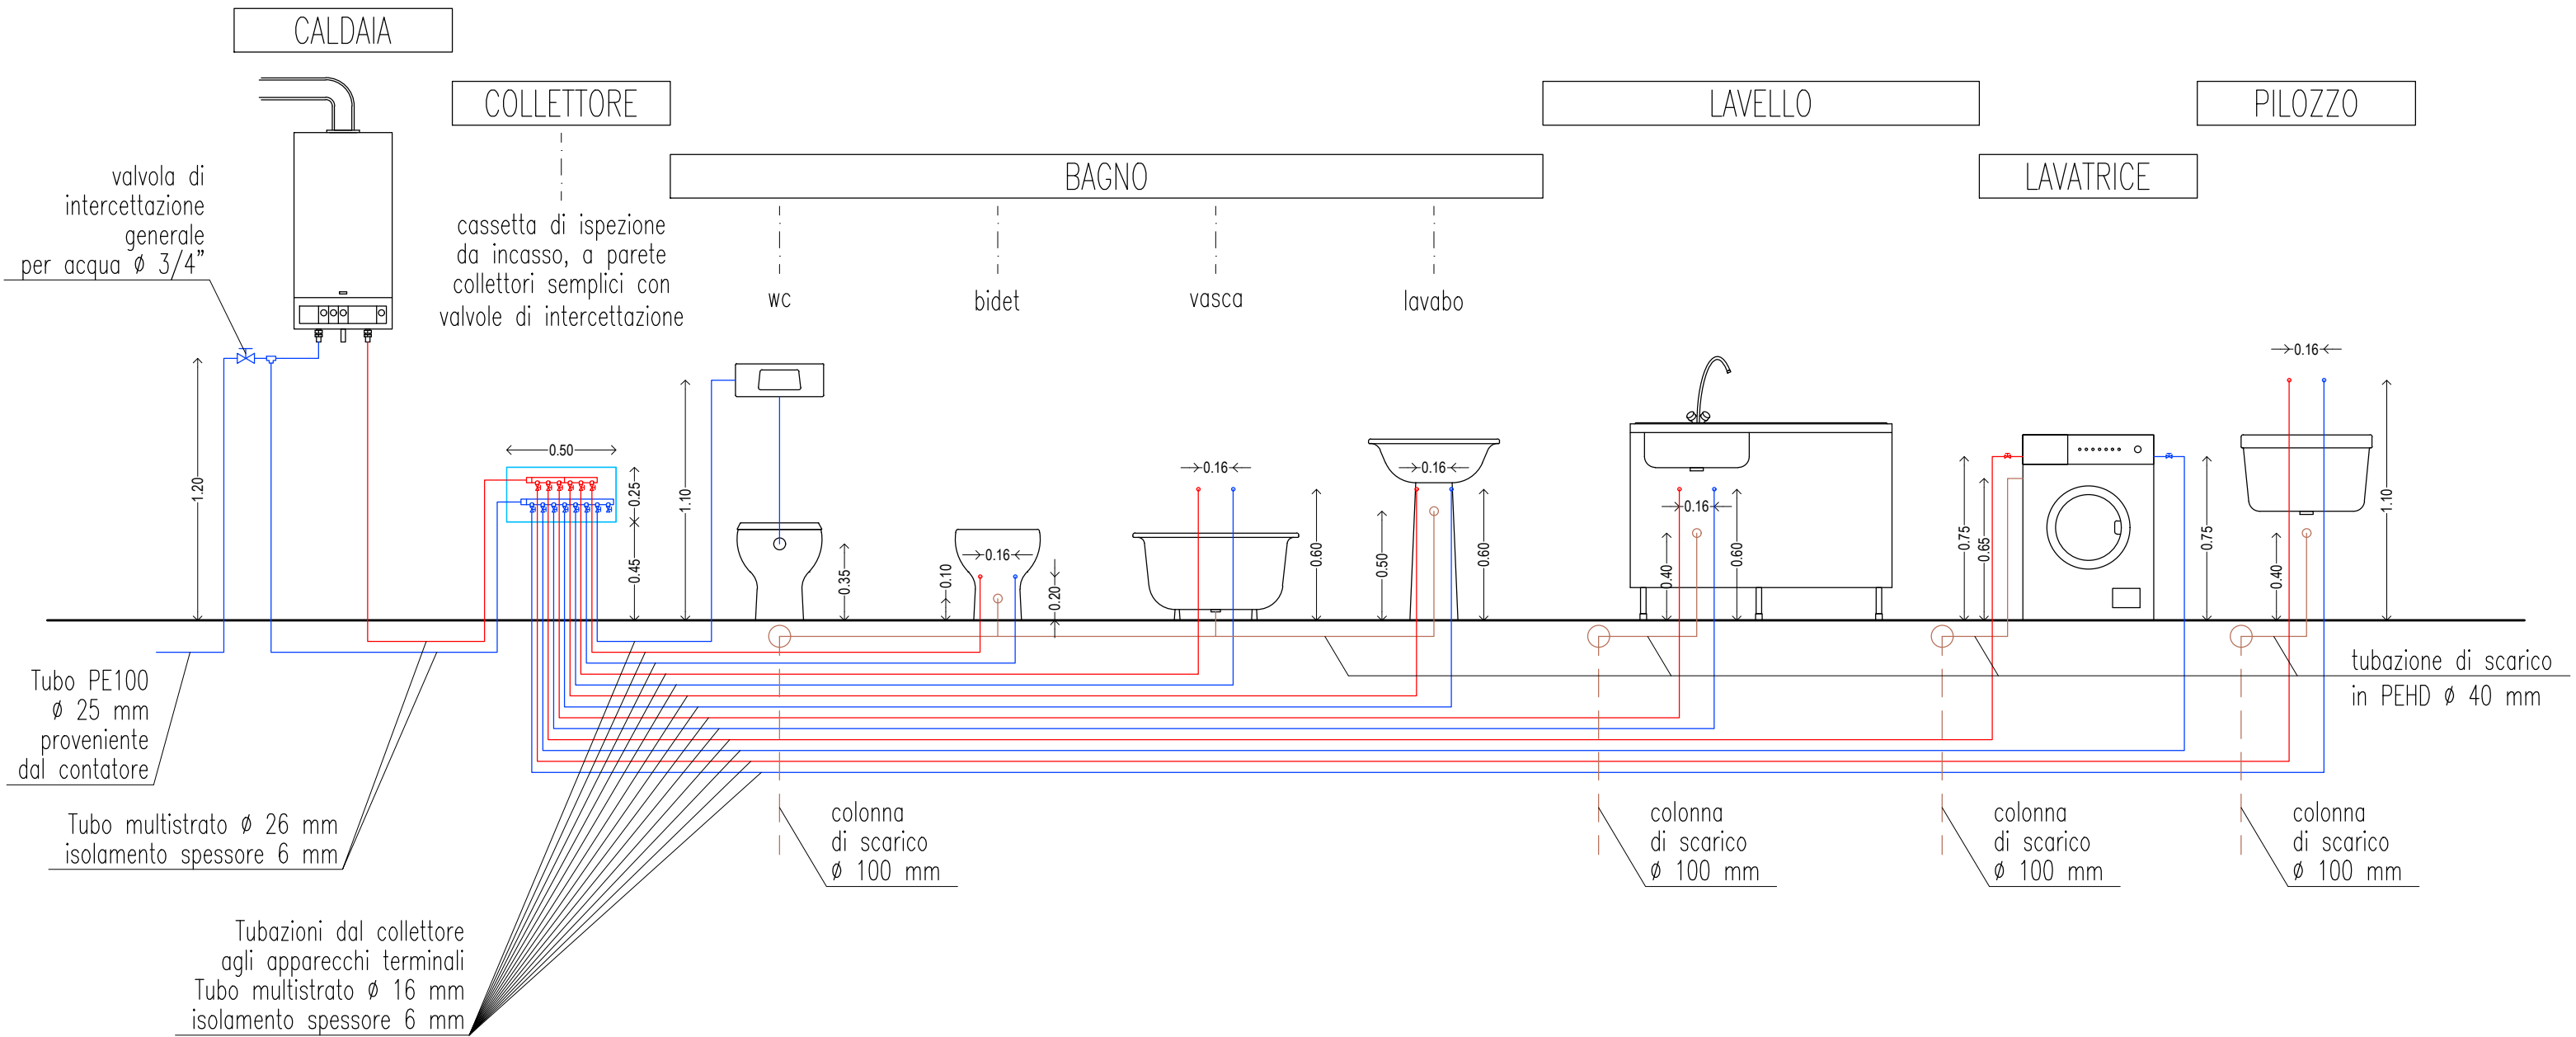 CALDAIA
COLLETTORE
LAVELLO
PILOZZO
BAGNO
LAVATRICE
valvola di
intercettazione
generale
per acqua Ø 3/4"
cassetta di ispezione
da incasso, a parete
collettori semplici con
valvole di intercettazione
wc
bidet
vasca
lavabo
1.20
0.50
0.25
0.45
1.10
0.35
0.10
0.16
0.20
0.16
0.60
0.50
0.16
0.60
0.40
0.16
0.60
0.75
0.65
0.75
0.16
0.40
1.10
Tubo PE100
Ø 25 mm
proveniente
dal contatore
tubazione di scarico
in PEHD Ø 40 mm
Tubo multistrato Ø 26 mm
isolamento spessore 6 mm
colonna
di scarico
Ø 100 mm
colonna
di scarico
Ø 100 mm
colonna
di scarico
Ø 100 mm
colonna
di scarico
Ø 100 mm
Tubazioni dal collettore
agli apparecchi terminali
Tubo multistrato Ø 16 mm
isolamento spessore 6 mm